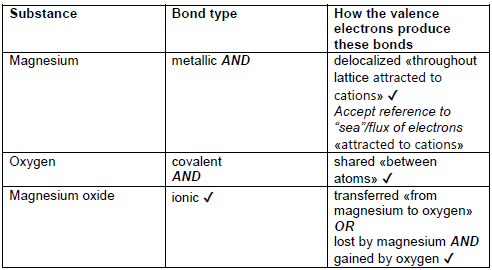 Substance
Bond type
How the valence
electrons produce
these bonds
Magnesium
metallic AND
delocalized «throughout
lattice attracted to
cations» ✓
Accept reference to
“sea”/flux of electrons
«attracted to cations»
Oxygen
covalent
AND
shared «between
atoms» ✓
Magnesium oxide
ionic ✓
transferred «from
magnesium to oxygen»
OR
lost by magnesium AND
gained by oxygen ✓